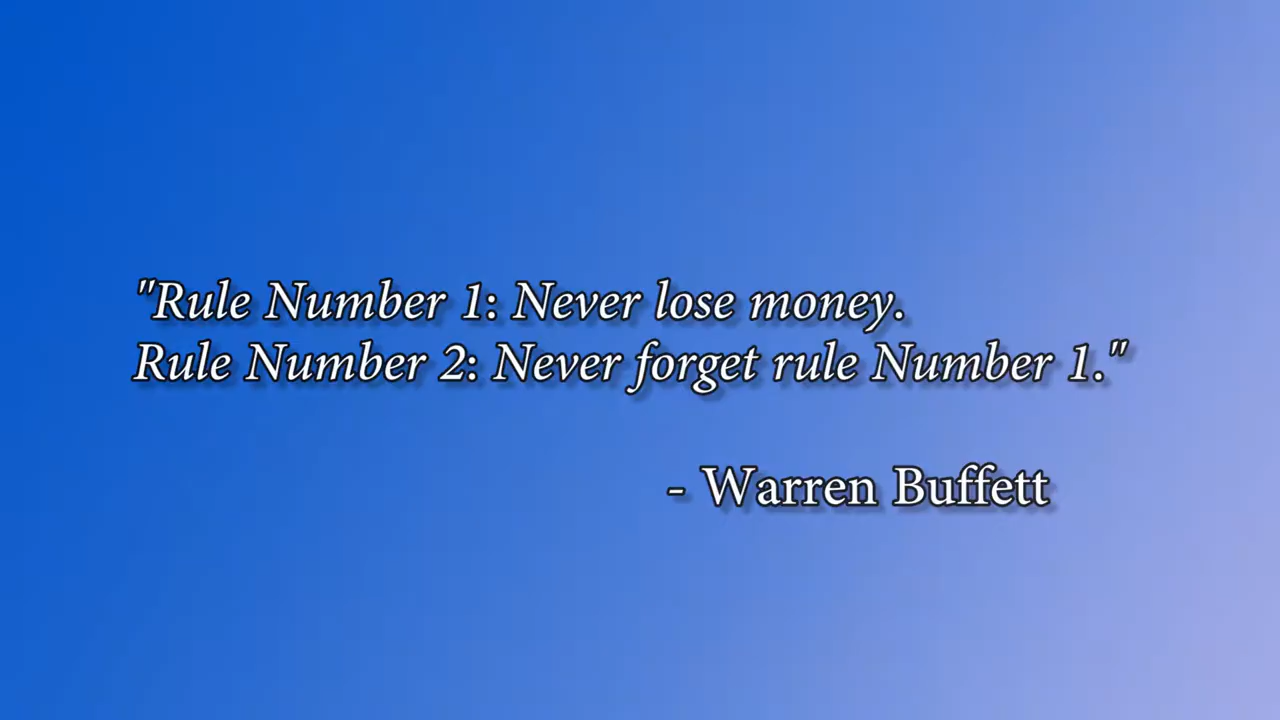 "Rule Number 1: Never lose money.
Rule Number 2: Never forget rule Number 1."
- Warren Buffett